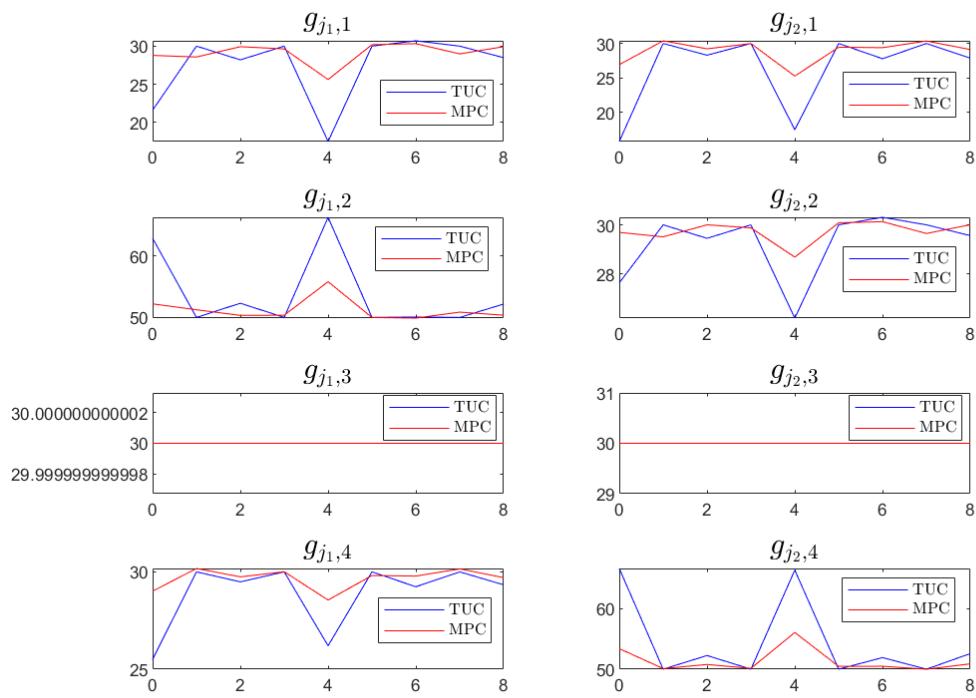 g_{j_1,1}
30
25
20
TUC
MPC
0 2 4 6 8
g_{j_2,1}
30
25
20
TUC
MPC
0 2 4 6 8
g_{j_1,2}
60
50
TUC
MPC
0 2 4 6 8
g_{j_2,2}
30
28
TUC
MPC
0 2 4 6 8
g_{j_1,3}
30.000000000002
30
29.999999999998
TUC
MPC
0 2 4 6 8
g_{j_2,3}
31
30
29
TUC
MPC
0 2 4 6 8
g_{j_1,4}
30
25
TUC
MPC
0 2 4 6 8
g_{j_2,4}
60
50
TUC
MPC
0 2 4 6 8